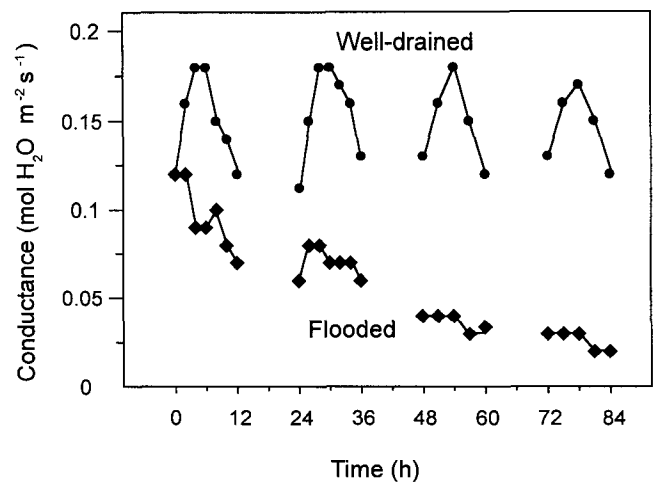 0.2
Well-drained
0.15
0.1
0.05
Flooded
0
Conductance (mol H₂O m⁻² s⁻¹)
0 12 24 36 48 60 72 84
Time (h)